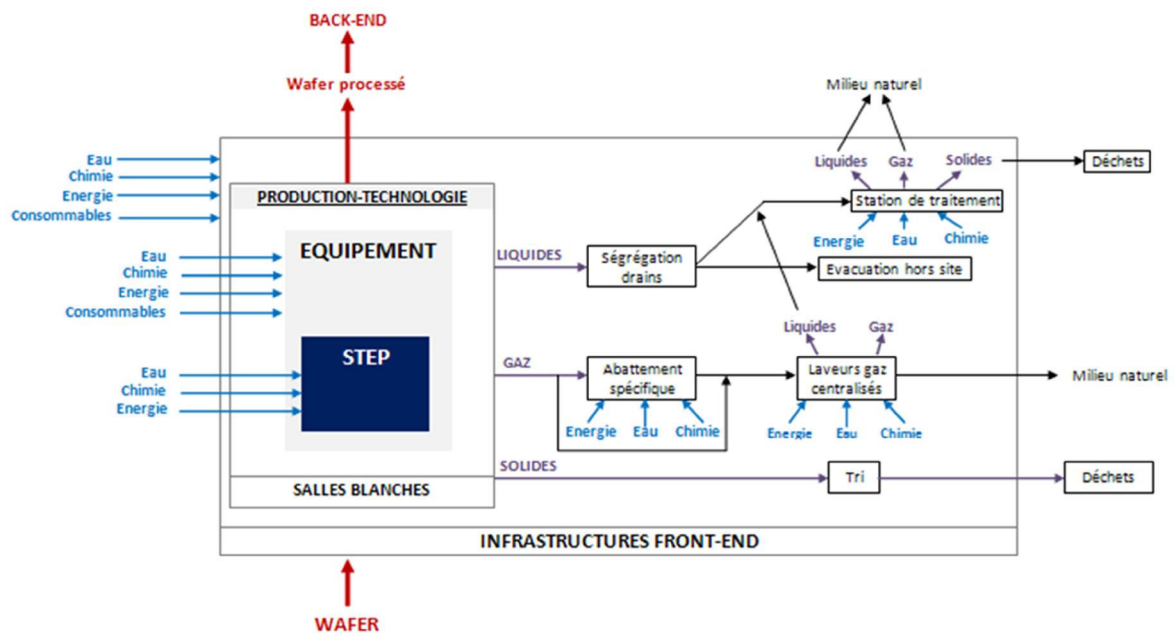 BACK-END
Wafer processé
Milieu naturel
Eau
Chimie
Energie
Consommables
Liquides
Gaz
Solides
Déchets
PRODUCTION-TECHNOLOGIE
Station de traitement
Energie
Eau
Chimie
EQUIPEMENT
Eau
Chimie
Energie
Consommables
LIQUIDES
Ségrégation
drains
Evacuation hors site
Liquides
Gaz
STEP
Eau
Chimie
Energie
GAZ
Abattement
spécifique
Laveurs gaz
centralisés
Milieu naturel
Energie
Eau
Chimie
Energie
Eau
Chimie
SOLIDES
Tri
Déchets
SALLES BLANCHES
INFRASTRUCTURES FRONT-END
WAFER